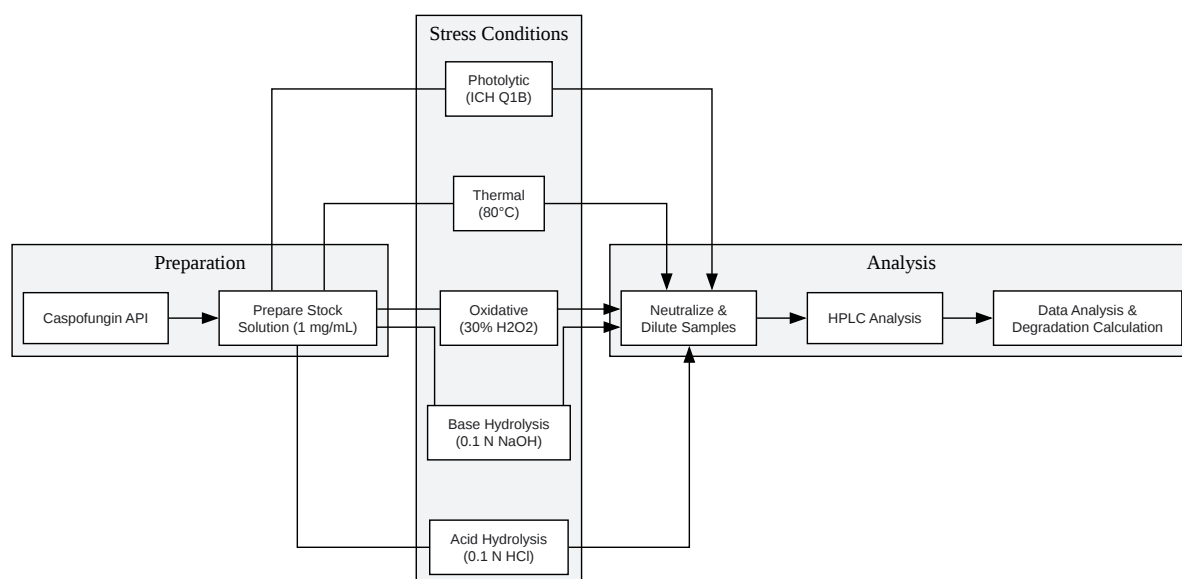 Stress Conditions
Photolytic
(ICH Q1B)
Thermal
(80°C)
Preparation
Caspofungin API
Prepare Stock
Solution (1 mg/mL)
Oxidative
(30% H2O2)
Base Hydrolysis
(0.1 N NaOH)
Acid Hydrolysis
(0.1 N HCl)
Analysis
Neutralize &
Dilute Samples
HPLC Analysis
Data Analysis &
Degradation Calculation